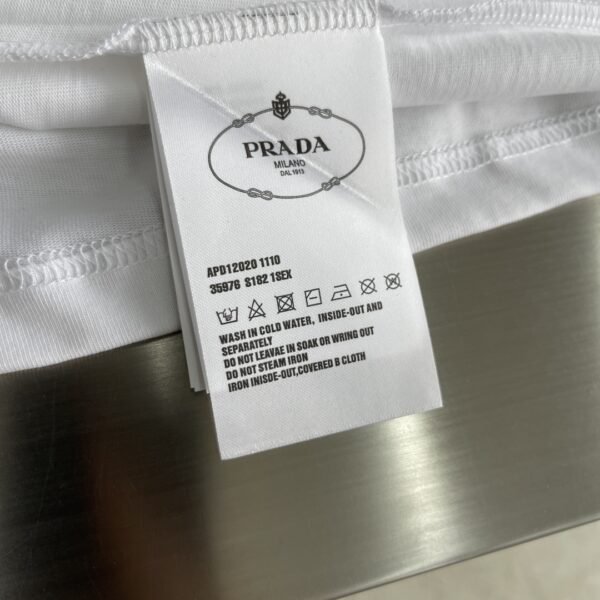 PRADA
MILANO
DAL 1913
APD12020 1110
35976 S182 1SEX
WASH IN COLD WATER, INSIDE-OUT AND
SEPARATELY
DO NOT LEAVAE IN SOAK OR WRING OUT
DO NOT STEAM IRON
IRON INISDE-OUT,COVERED B CLOTH